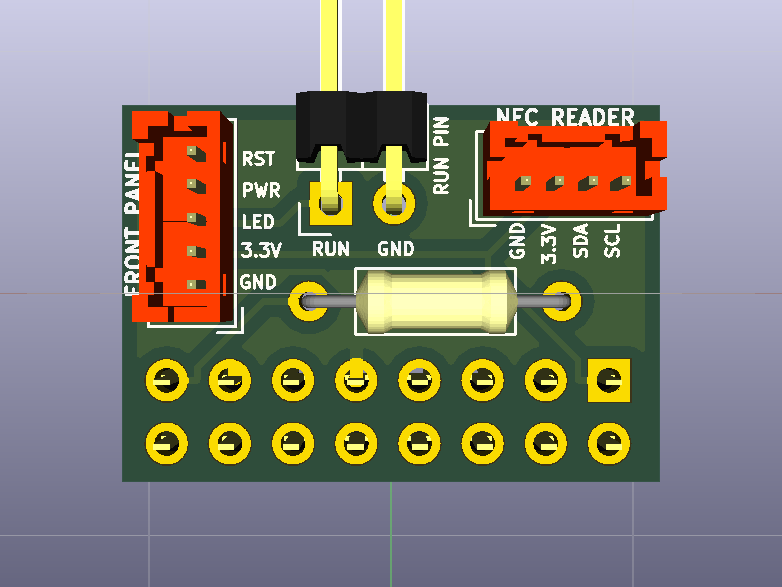 NFC READER
RUN PIN
FRONT PANEL
RST
PWR
LED
3.3V
GND
RUN GND
GND
3.3V
SDA
SCL